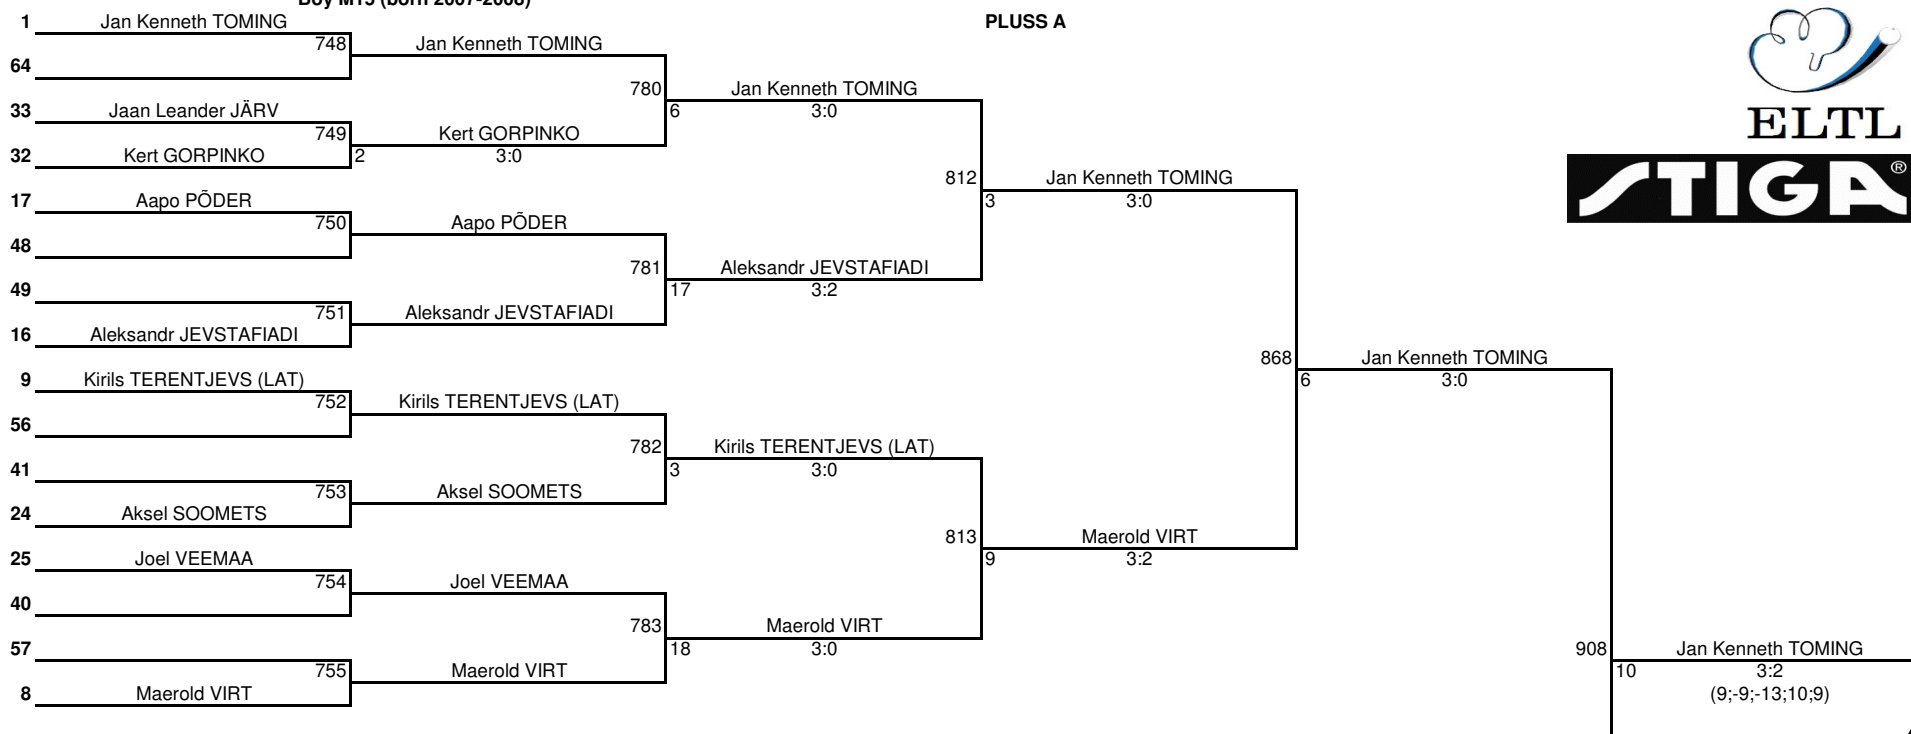 Boy M15 (born 2007-2008)
1 Jan Kenneth TOMING PLUSS A
748 Jan Kenneth TOMING
64
780 Jan Kenneth TOMING
33 Jaan Leander JÄRV 6 3:0
ELTL
749 Kert GORPINKO
32 Kert GORPINKO 2 3:0
812 Jan Kenneth TOMING
STIGA®
17 Aapo PÕDER 3 3:0
750 Aapo PÕDER
48
781 Aleksandr JEVSTAFIADI
49 17 3:2
751 Aleksandr JEVSTAFIADI
16 Aleksandr JEVSTAFIADI
868 Jan Kenneth TOMING
9 Kirils TERENTJEVS (LAT) 6 3:0
752 Kirils TERENTJEVS (LAT)
56
782 Kirils TERENTJEVS (LAT)
41 3 3:0
753 Aksel SOOMETS
24 Aksel SOOMETS
813 Maerold VIRT
25 Joel VEEMAA 9 3:2
754 Joel VEEMAA
40
783 Maerold VIRT
57 18 3:0
908 Jan Kenneth TOMING
755 Maerold VIRT 10 3:2
8 Maerold VIRT (9;-9;-13;10;9)